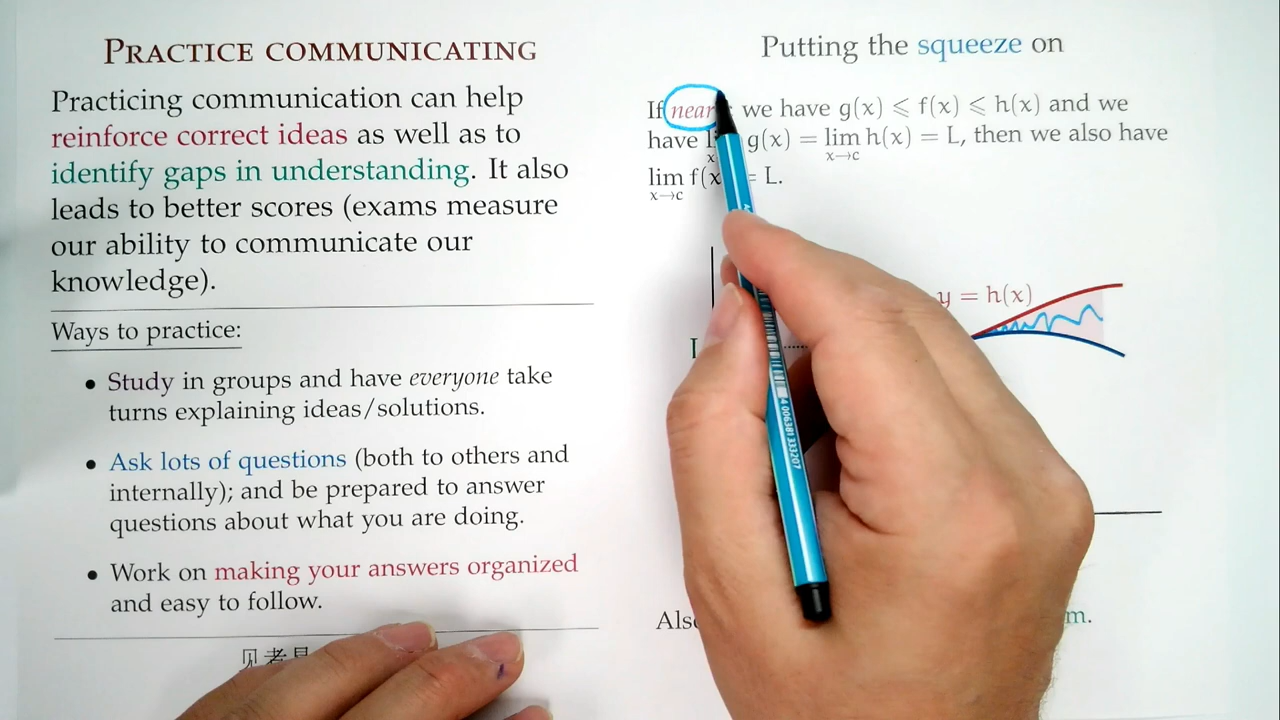 PRACTICE COMMUNICATING
Practicing communication can help
reinforce correct ideas as well as to
identify gaps in understanding. It also
leads to better scores (exams measure
our ability to communicate our
knowledge).
Ways to practice:
• Study in groups and have everyone take
turns explaining ideas/solutions.
• Ask lots of questions (both to others and
internally); and be prepared to answer
questions about what you are doing.
• Work on making your answers organized
and easy to follow.
Putting the squeeze on
If near we have g(x) ⩽ f(x) ⩽ h(x) and we
have g(x) = lim h(x) = L, then we also have
x→c
lim f(x = L.
x→c
y = h(x)
4 006381 333207